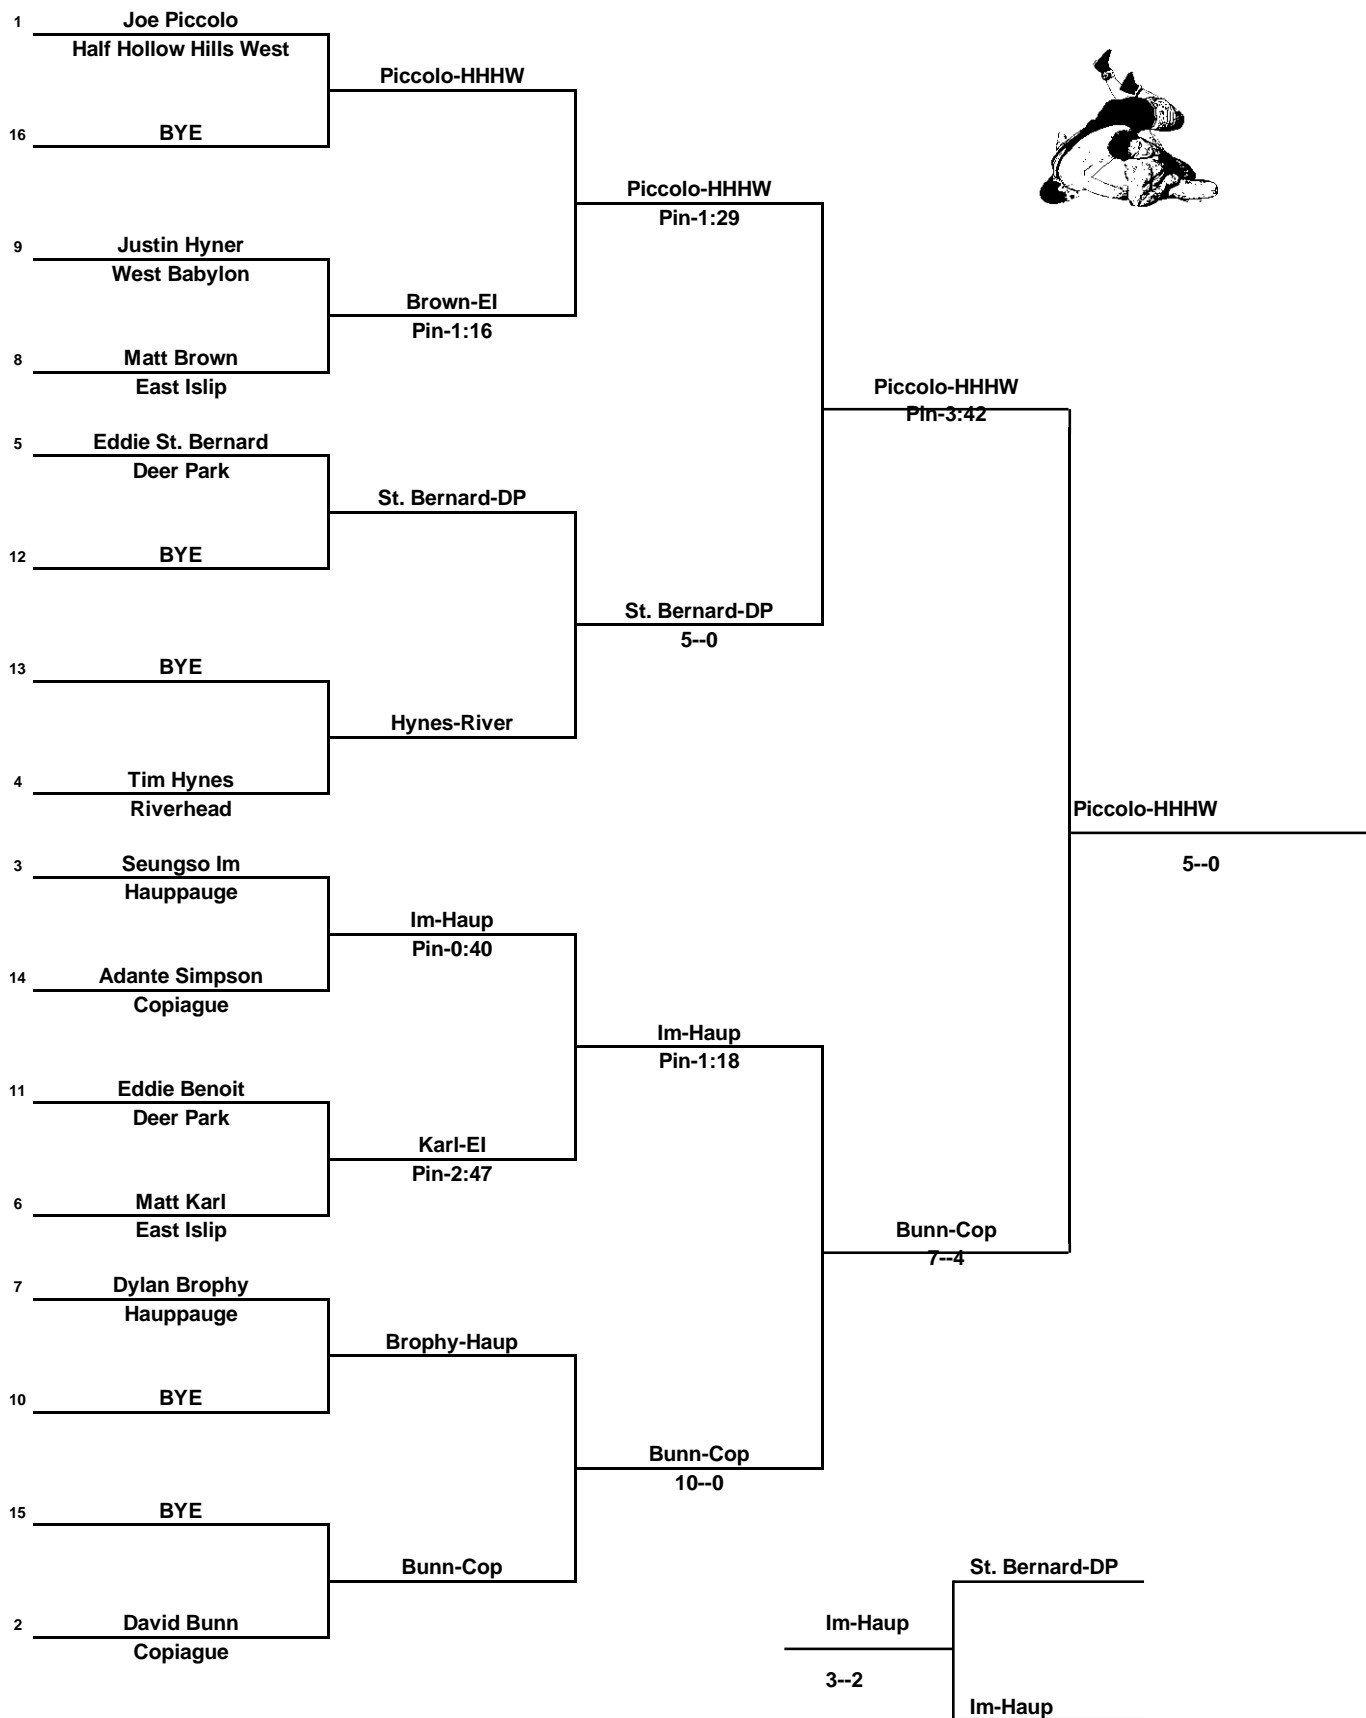 1
Joe Piccolo
Half Hollow Hills West
Piccolo-HHHW
16
BYE
Piccolo-HHHW
Pin-1:29
9
Justin Hyner
West Babylon
Brown-EI
Pin-1:16
8
Matt Brown
East Islip
Piccolo-HHHW
Pin-3:42
5
Eddie St. Bernard
Deer Park
St. Bernard-DP
12
BYE
St. Bernard-DP
5--0
13
BYE
Hynes-River
4
Tim Hynes
Riverhead
Piccolo-HHHW
5--0
3
Seungso Im
Hauppauge
Im-Haup
Pin-0:40
14
Adante Simpson
Copiague
Im-Haup
Pin-1:18
11
Eddie Benoit
Deer Park
Karl-EI
Pin-2:47
6
Matt Karl
East Islip
Bunn-Cop
7--4
7
Dylan Brophy
Hauppauge
Brophy-Haup
10
BYE
Bunn-Cop
10--0
15
BYE
Bunn-Cop
2
David Bunn
Copiague
St. Bernard-DP
Im-Haup
3--2
Im-Haup